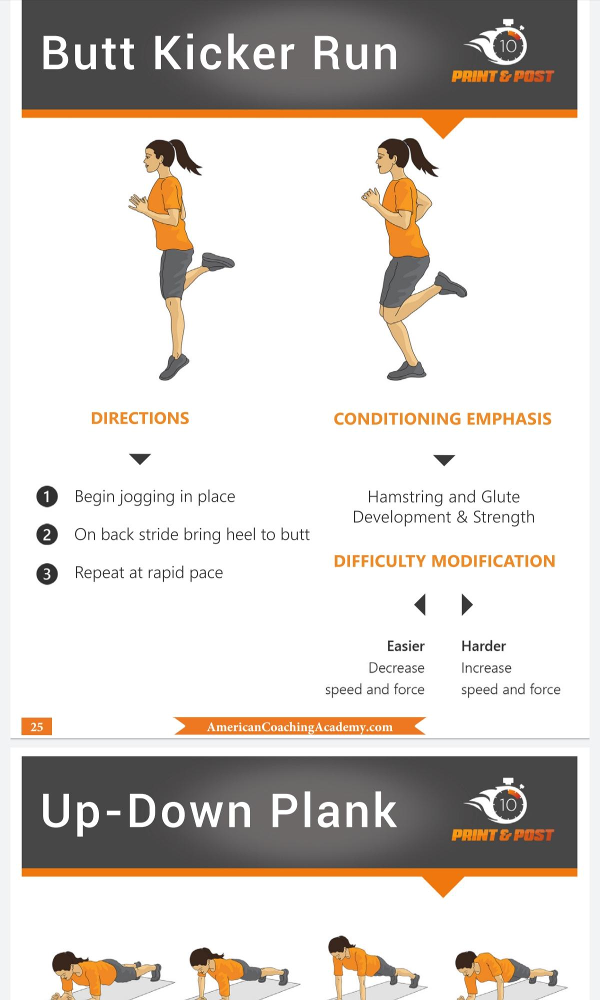 Butt Kicker Run
10
PRINT & POST
DIRECTIONS
1 Begin jogging in place
2 On back stride bring heel to butt
3 Repeat at rapid pace
CONDITIONING EMPHASIS
Hamstring and Glute
Development & Strength
DIFFICULTY MODIFICATION
Easier
Decrease
speed and force
Harder
Increase
speed and force
25
AmericanCoachingAcademy.com
Up-Down Plank
10
PRINT & POST